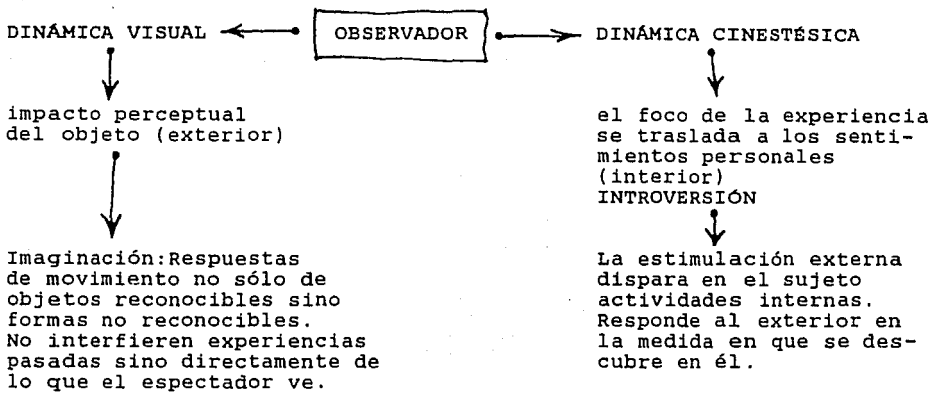 DINÁMICA VISUAL
OBSERVADOR
DINÁMICA CINESTÉSICA
impacto perceptual
del objeto (exterior)
Imaginación:Respuestas
de movimiento no sólo de
objetos reconocibles sino
formas no reconocibles.
No interfieren experiencias
pasadas sino directamente de
lo que el espectador ve.
el foco de la experiencia
se traslada a los senti-
mientos personales
(interior)
INTROVERSIÓN
La estimulación externa
dispara en el sujeto
actividades internas.
Responde al exterior en
la medida en que se des-
cubre en él.